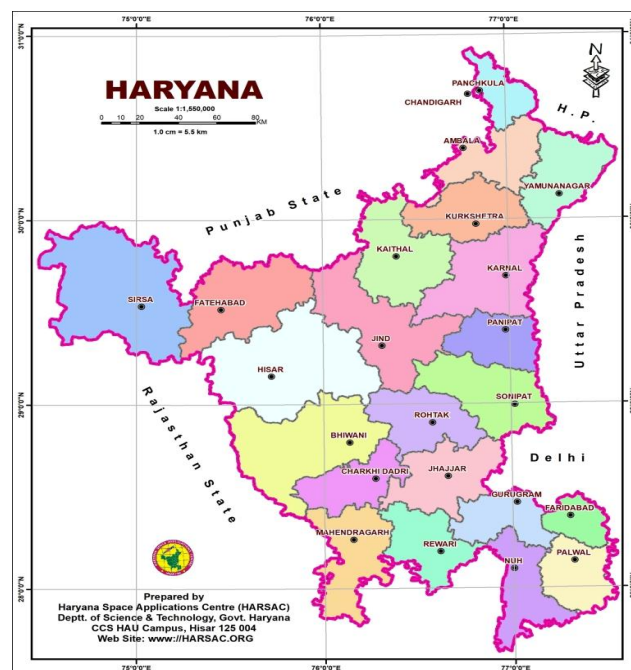 75°0'0"N
76°0'0"N
77°0'0"N
31°0'0"N
N
HARYANA
Scale 1:1,550,000
0 10 20 40 60 80
KM
1.0 cm = 5.5 km
PANCHKULA
CHANDIGARH
H.P.
AMBALA
YAMUNANAGAR
Punjab State
KURKSHETRA
30°0'0"N
KAITHAL
KARNAL
Uttar Pradesh
SIRSA
FATEHABAD
PANIPAT
JIND
HISAR
29°0'0"N
SONIPAT
ROHTAK
Rajasthan State
BHIWANI
Delhi
CHARKHI DADRI
JHAJJAR
GURUGRAM
FARIDABAD
MAHENDRAGARH
REWARI
PALWAL
NUH
28°0'0"N
Prepared by
Haryana Space Applications Centre (HARSAC)
Deptt. of Science & Technology, Govt. Haryana
CCS HAU Campus, Hisar 125 004
Web Site: www://HARSAC.ORG
75°0'0"N
76°0'0"N
77°0'0"N